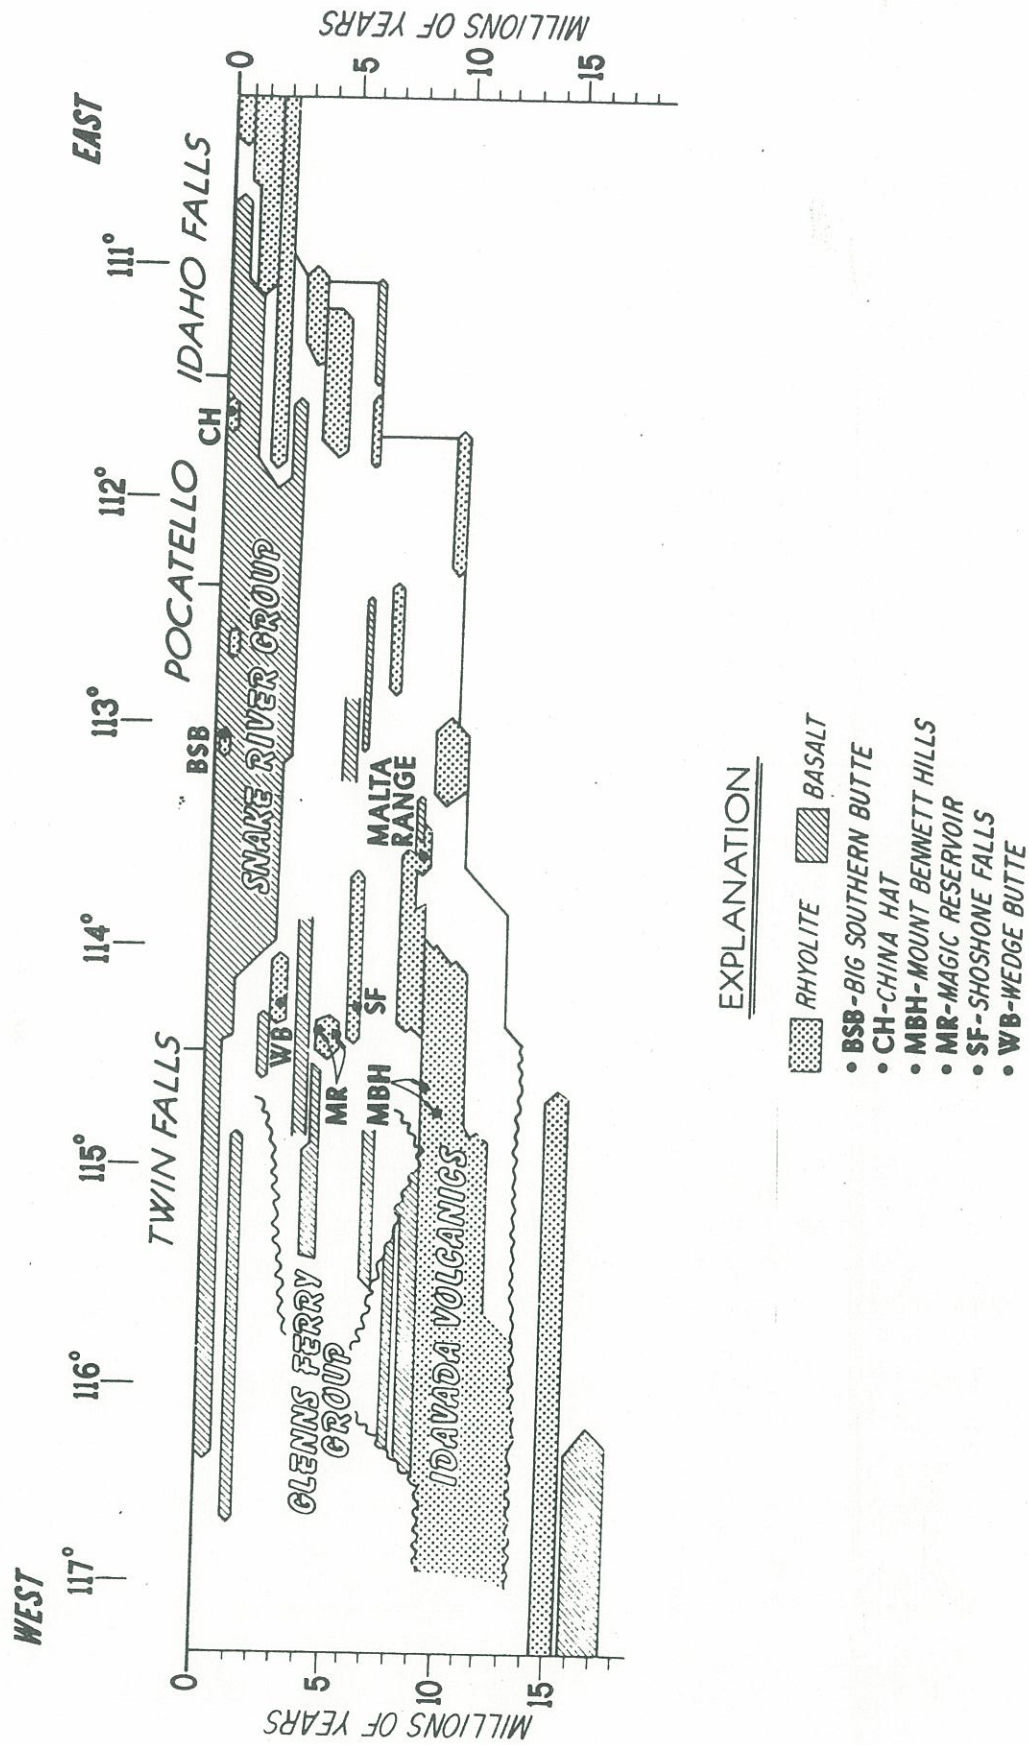 WEST
EAST
117°
116°
115°
114°
113°
112°
111°
TWIN FALLS
POCATELLO
IDAHO FALLS
BSB
CH
0
5
10
15
MILLIONS OF YEARS
0
5
10
15
MILLIONS OF YEARS
SNAKE RIVER GROUP
WB
MR
SF
MBH
MALTA
RANGE
GLENNS FERRY
GROUP
IDAVADA VOLCANICS
EXPLANATION
RHYOLITE
BASALT
• BSB-BIG SOUTHERN BUTTE
• CH-CHINA HAT
• MBH-MOUNT BENNETT HILLS
• MR-MAGIC RESERVOIR
• SF-SHOSHONE FALLS
• WB-WEDGE BUTTE